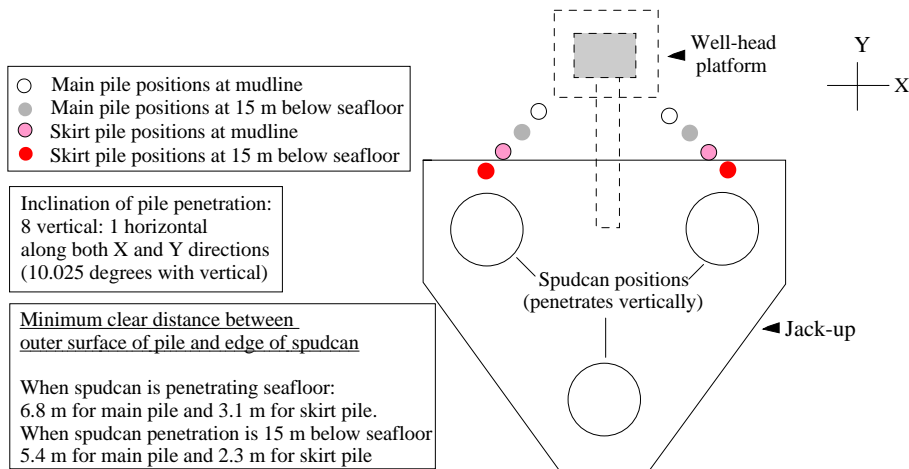 Well-head
platform
Y
X
Main pile positions at mudline
Main pile positions at 15 m below seafloor
Skirt pile positions at mudline
Skirt pile positions at 15 m below seafloor
Inclination of pile penetration:
8 vertical: 1 horizontal
along both X and Y directions
(10.025 degrees with vertical)
Spudcan positions
(penetrates vertically)
Jack-up
Minimum clear distance between
outer surface of pile and edge of spudcan
When spudcan is penetrating seafloor:
6.8 m for main pile and 3.1 m for skirt pile.
When spudcan penetration is 15 m below seafloor
5.4 m for main pile and 2.3 m for skirt pile